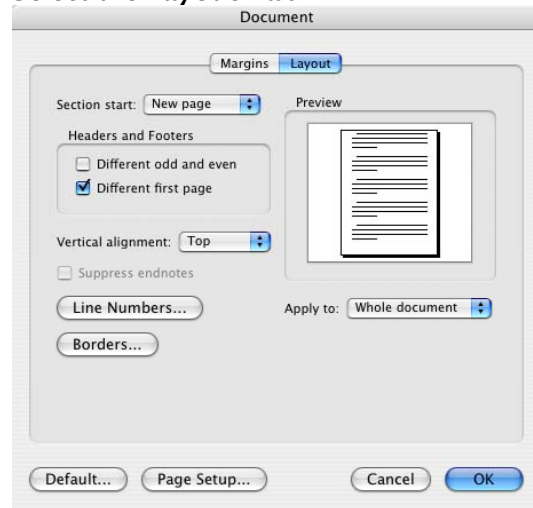 Document
Margins Layout
Section start: New page
Preview
Headers and Footers
Different odd and even
Different first page
Vertical alignment: Top
Suppress endnotes
Line Numbers...
Apply to: Whole document
Borders...
Default... Page Setup... Cancel OK